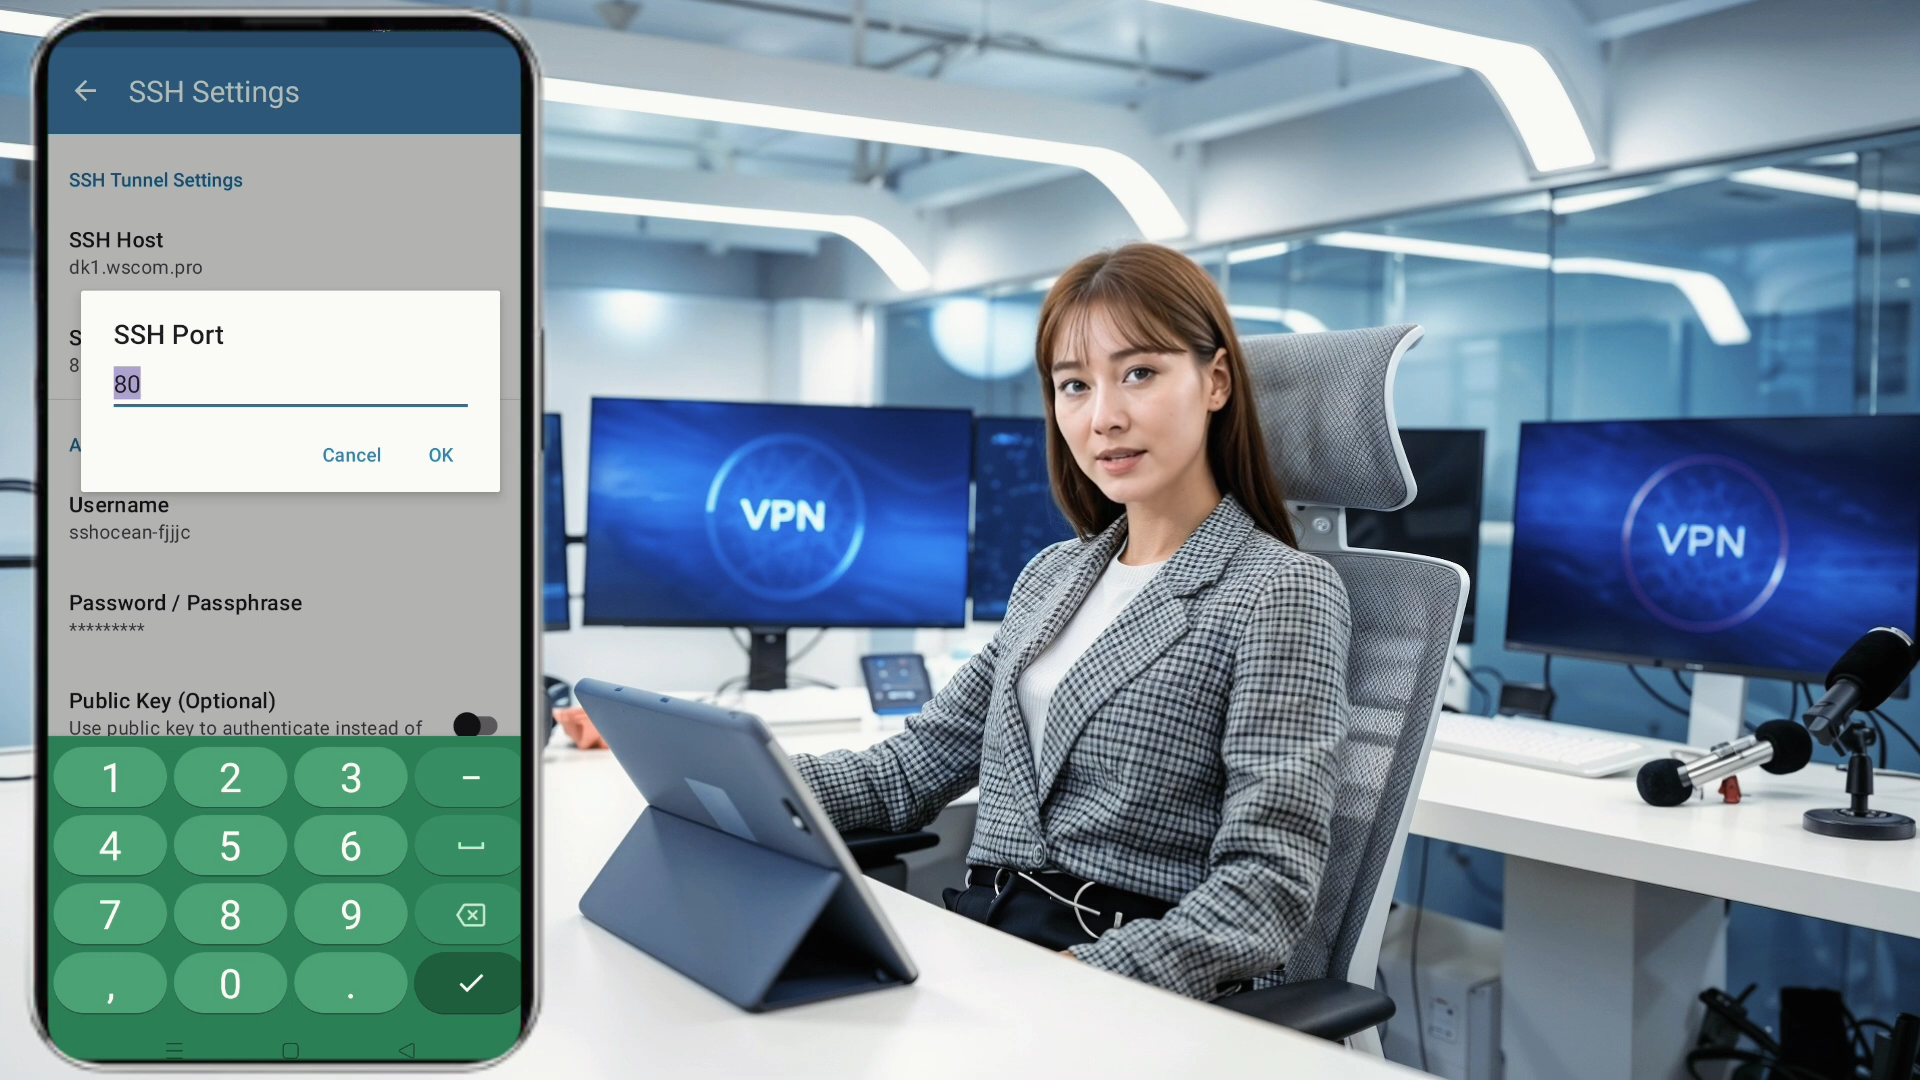 SSH Settings
SSH Tunnel Settings
SSH Host
dk1.wscom.pro
S
8
SSH Port
80
Cancel
OK
A
Username
sshocean-fjjjc
Password / Passphrase
*********
Public Key (Optional)
Use public key to authenticate instead of
1 2 3 –
4 5 6
7 8 9
, 0 .
VPN
VPN